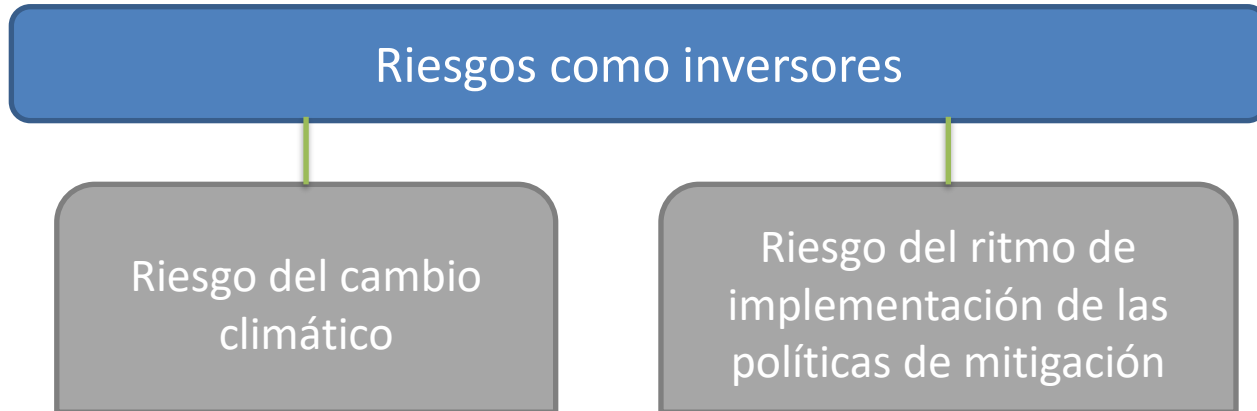 Riesgos como inversores
Riesgo del cambio
climático
Riesgo del ritmo de
implementación de las
políticas de mitigación